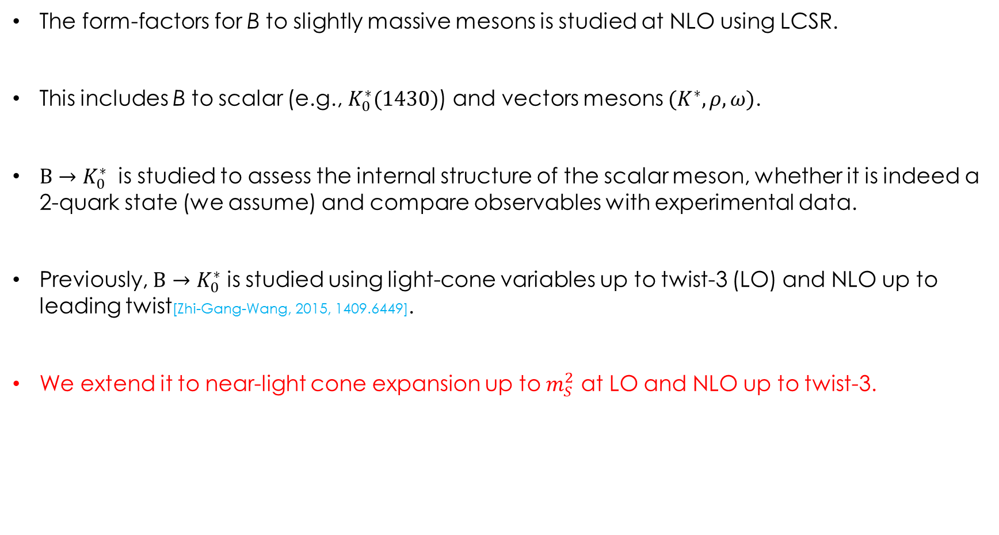 • The form-factors for B to slightly massive mesons is studied at NLO using LCSR.
• This includes B to scalar (e.g., $K_0^*(1430)$) and vectors mesons $(K^*, \rho, \omega)$.
• B → $K_0^*$ is studied to assess the internal structure of the scalar meson, whether it is indeed a
2-quark state (we assume) and compare observables with experimental data.
• Previously, B → $K_0^*$ is studied using light-cone variables up to twist-3 (LO) and NLO up to
leading twist[Zhi-Gang-Wang, 2015, 1409.6449].
• We extend it to near-light cone expansion up to $m_S^2$ at LO and NLO up to twist-3.